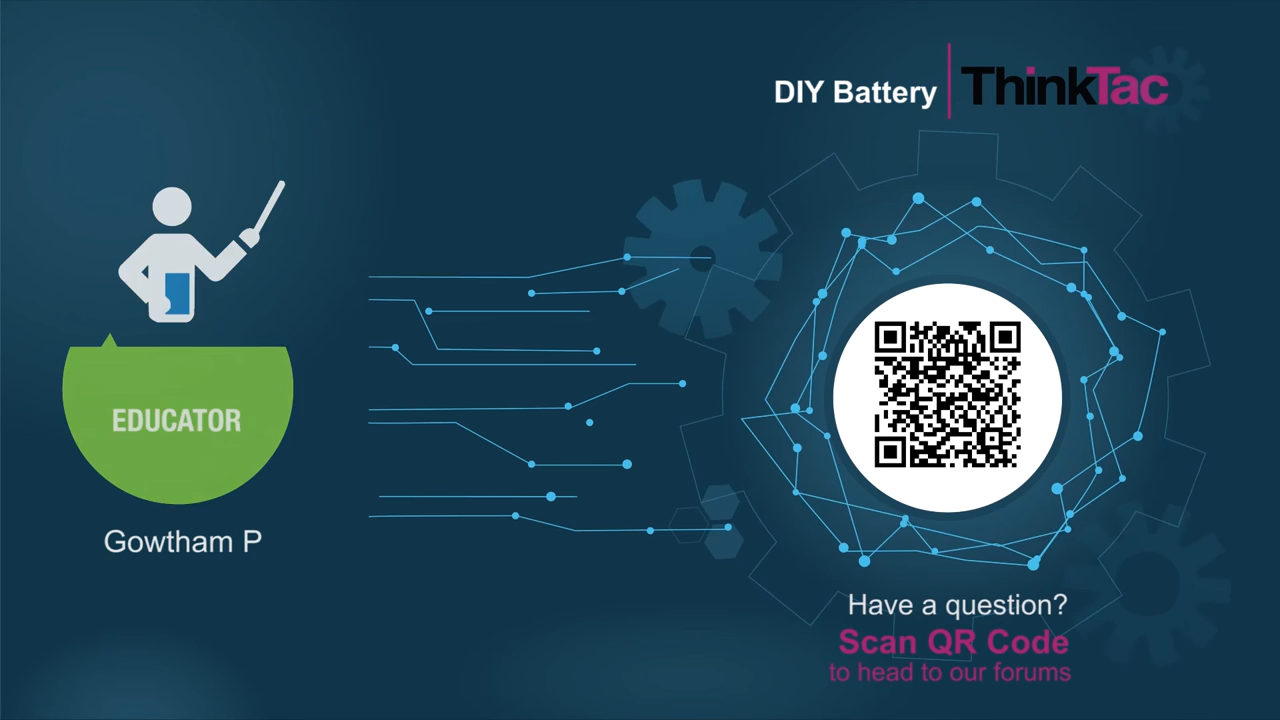 DIY Battery
ThinkTac
EDUCATOR
Gowtham P
Have a question?
Scan QR Code
to head to our forums